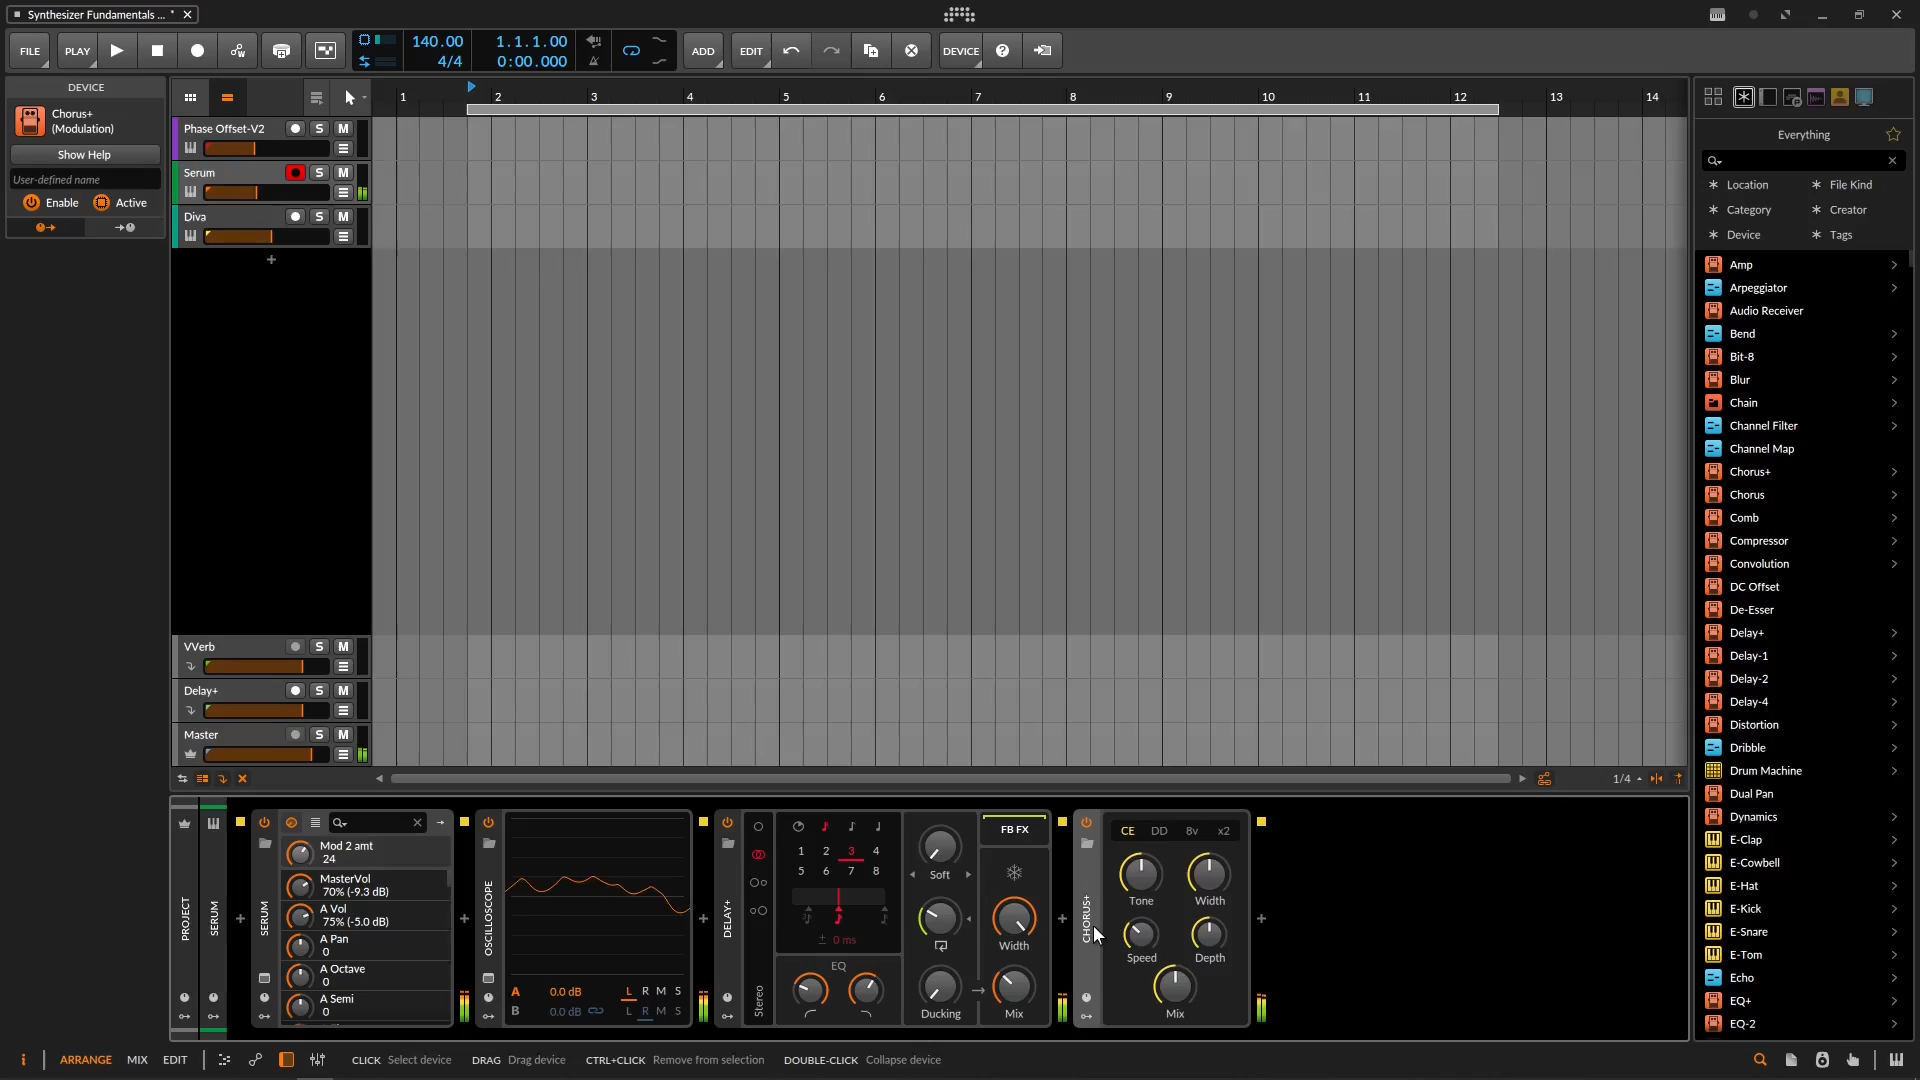 Synthesizer Fundamentals ... *
FILE
PLAY
140.00
4/4
1.1.1.00
0:00.000
ADD
EDIT
DEVICE
DEVICE
Chorus+
(Modulation)
Show Help
User-defined name
Enable
Active
1 2 3 4 5 6 7 8 9 10 11 12 13 14
Phase Offset-V2 S M
Serum S M
Diva S M
VVerb S M
Delay+ S M
Master S M
1/4
Everything
Location
File Kind
Category
Creator
Device
Tags
Amp
Arpeggiator
Audio Receiver
Bend
Bit-8
Blur
Chain
Channel Filter
Channel Map
Chorus+
Chorus
Comb
Compressor
Convolution
DC Offset
De-Esser
Delay+
Delay-1
Delay-2
Delay-4
Distortion
Dribble
Drum Machine
Dual Pan
Dynamics
E-Clap
E-Cowbell
E-Hat
E-Kick
E-Snare
E-Tom
Echo
EQ+
EQ-2
PROJECT
SERUM
SERUM
Mod 2 amt
24
MasterVol
70% (-9.3 dB)
A Vol
75% (-5.0 dB)
A Pan
0
A Octave
0
A Semi
0
OSCILLOSCOPE
A 0.0 dB L R M S
B 0.0 dB L R M S
DELAY+
Stereo
1 2 3 4
5 6 7 8
± 0 ms
EQ
Soft
Ducking
FB FX
Width
Mix
CHORUS+
CE DD 8v x2
Tone
Width
Speed
Depth
Mix
i
ARRANGE
MIX
EDIT
CLICK Select device
DRAG Drag device
CTRL+CLICK Remove from selection
DOUBLE-CLICK Collapse device